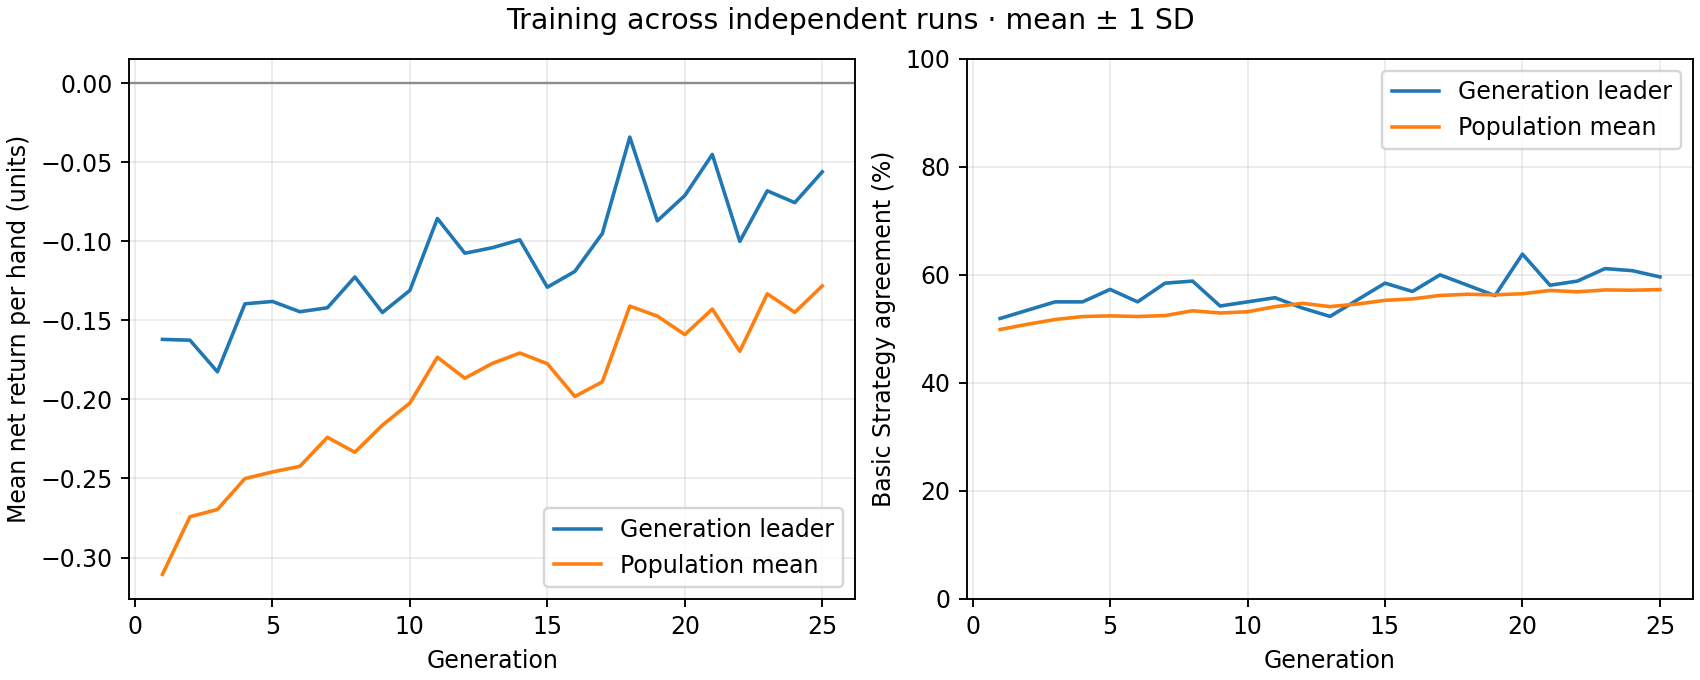 Training across independent runs · mean ± 1 SD
Mean net return per hand (units)
0.00
−0.05
−0.10
−0.15
−0.20
−0.25
−0.30
Generation leader
Population mean
0 5 10 15 20 25
Generation
Basic Strategy agreement (%)
100
80
60
40
20
0
Generation leader
Population mean
0 5 10 15 20 25
Generation